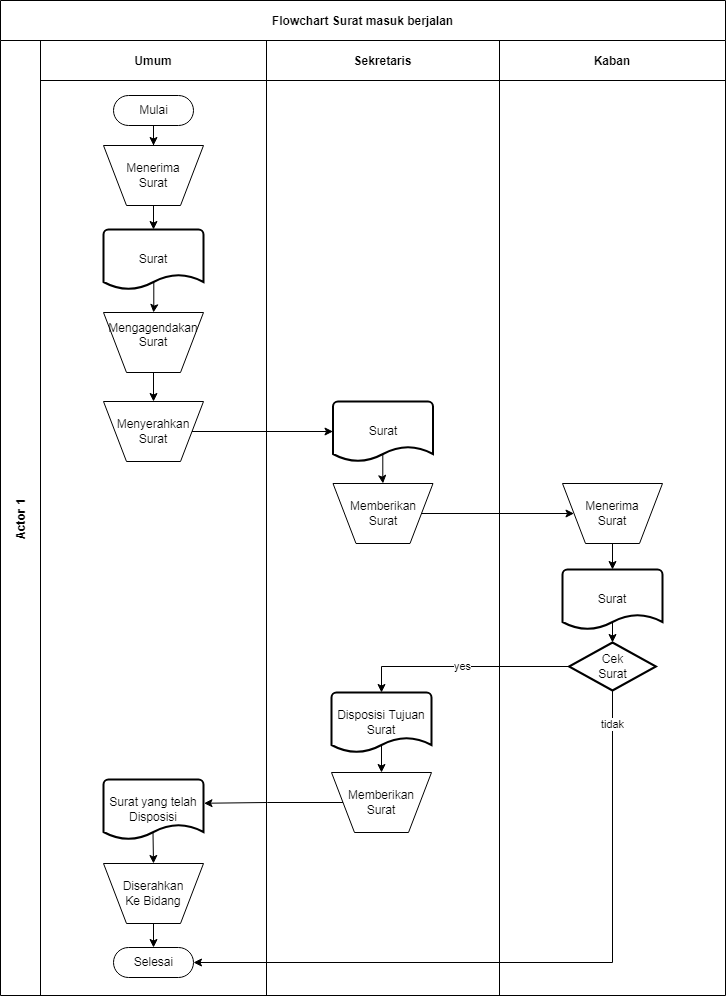 Flowchart Surat masuk berjalan
Umum
Sekretaris
Kaban
Actor 1
Mulai
Menerima
Surat
Surat
Mengagendakan
Surat
Menyerahkan
Surat
Surat
Memberikan
Surat
Menerima
Surat
Surat
Cek
Surat
yes
tidak
Disposisi Tujuan
Surat
Memberikan
Surat
Surat yang telah
Disposisi
Diserahkan
Ke Bidang
Selesai